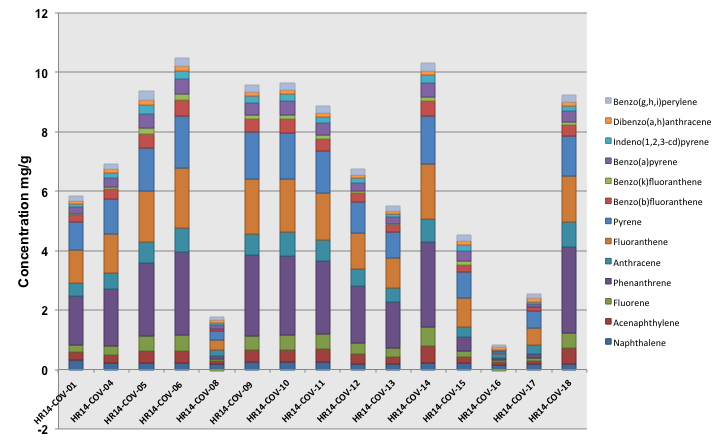 12
10
8
6
4
2
0
-2
Concentration mg/g
HR14-COV-01
HR14-COV-04
HR14-COV-05
HR14-COV-06
HR14-COV-08
HR14-COV-09
HR14-COV-10
HR14-COV-11
HR14-COV-12
HR14-COV-13
HR14-COV-14
HR14-COV-15
HR14-COV-16
HR14-COV-17
HR14-COV-18
Benzo(g,h,i)perylene
Dibenzo(a,h)anthracene
Indeno(1,2,3-cd)pyrene
Benzo(a)pyrene
Benzo(k)fluoranthene
Benzo(b)fluoranthene
Pyrene
Fluoranthene
Anthracene
Phenanthrene
Fluorene
Acenaphthylene
Naphthalene